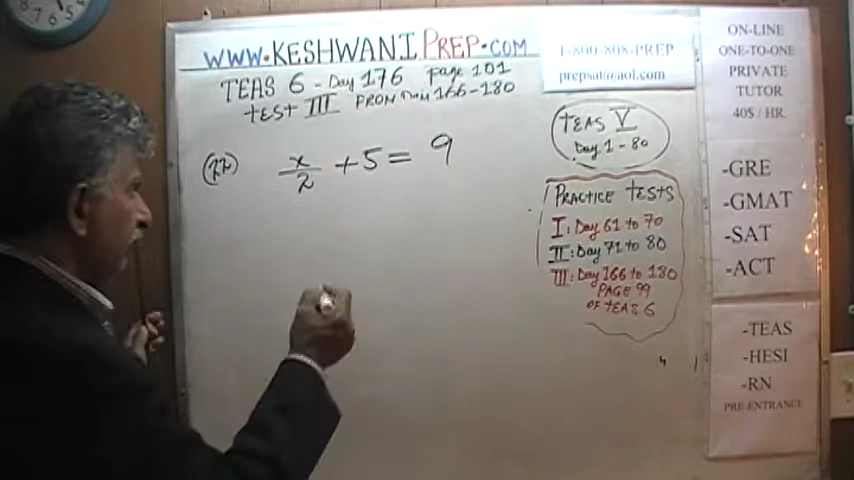 WWW.KESHWANIPREP.COM
TEAS 6 - Day 176 Page 101
TEST III FROM DAY 166-180
(22) x/2 + 5 = 9
1-800-808-PREP
prepsat@aol.com
TEAS V
Day 1-80
PRACTICE TESTS
I: Day 61 to 70
II: Day 71 to 80
III: Day 166 to 180
PAGE 99
OF TEAS 6
ON-LINE
ONE-TO-ONE
PRIVATE
TUTOR
40$ / HR.
-GRE
-GMAT
-SAT
-ACT
-TEAS
-HESI
-RN
PRE-ENTRANCE